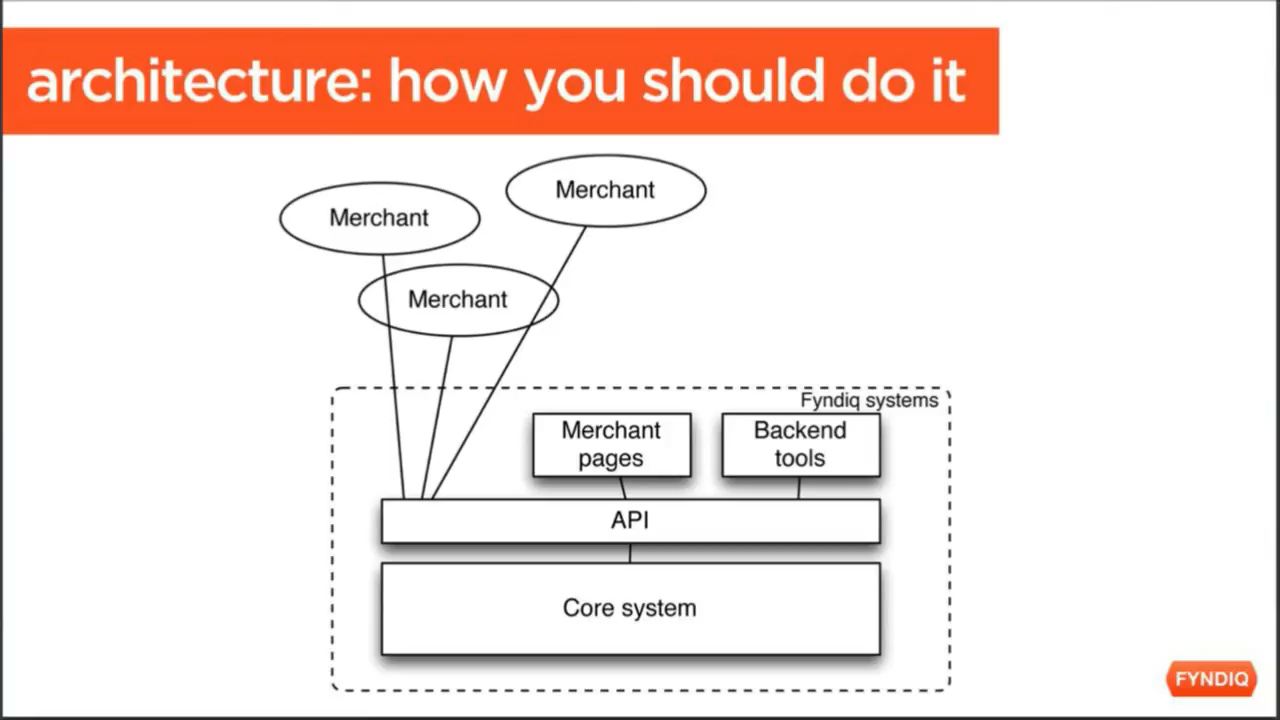 architecture: how you should do it
Merchant
Merchant
Merchant
Fyndiq systems
Merchant
pages
Backend
tools
API
Core system
FYNDIQ